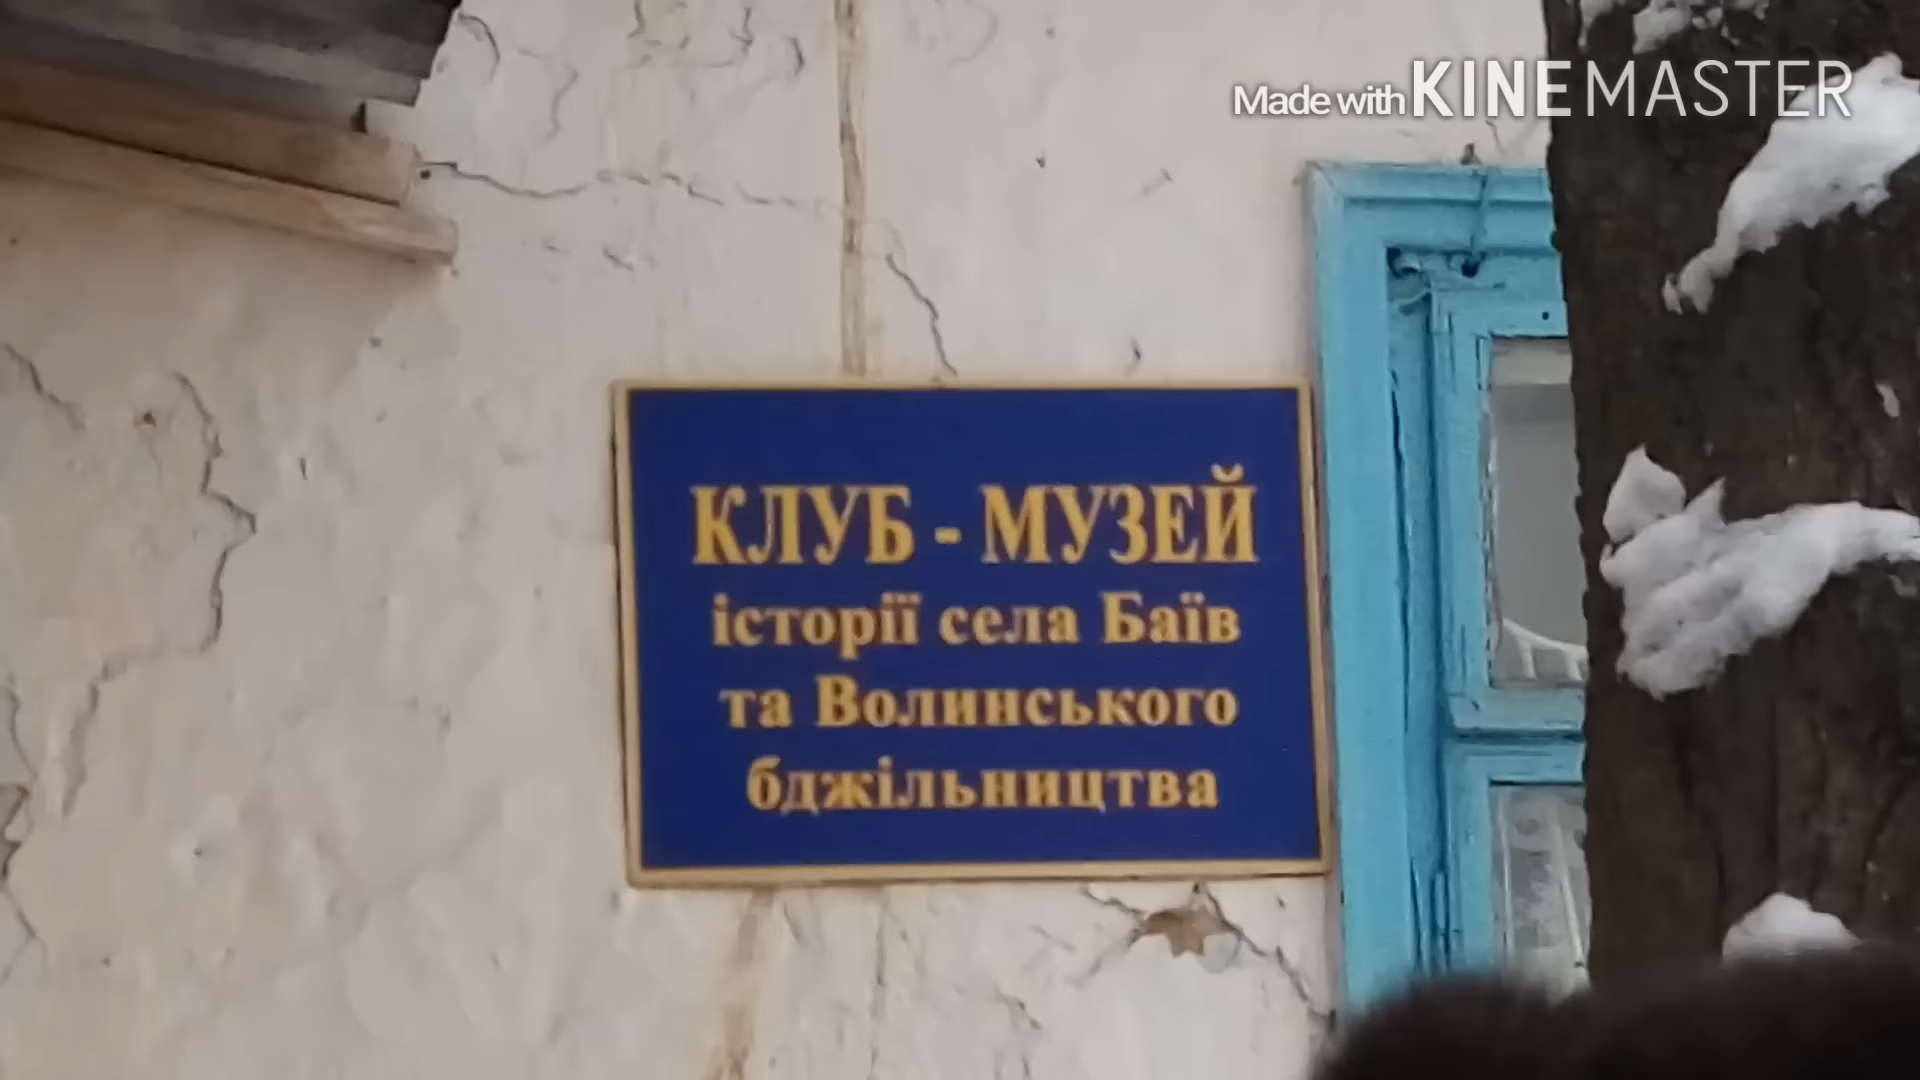 Made with KINEMASTER
КЛУБ - МУЗЕЙ
історії села Баїв
та Волинського
бджільництва